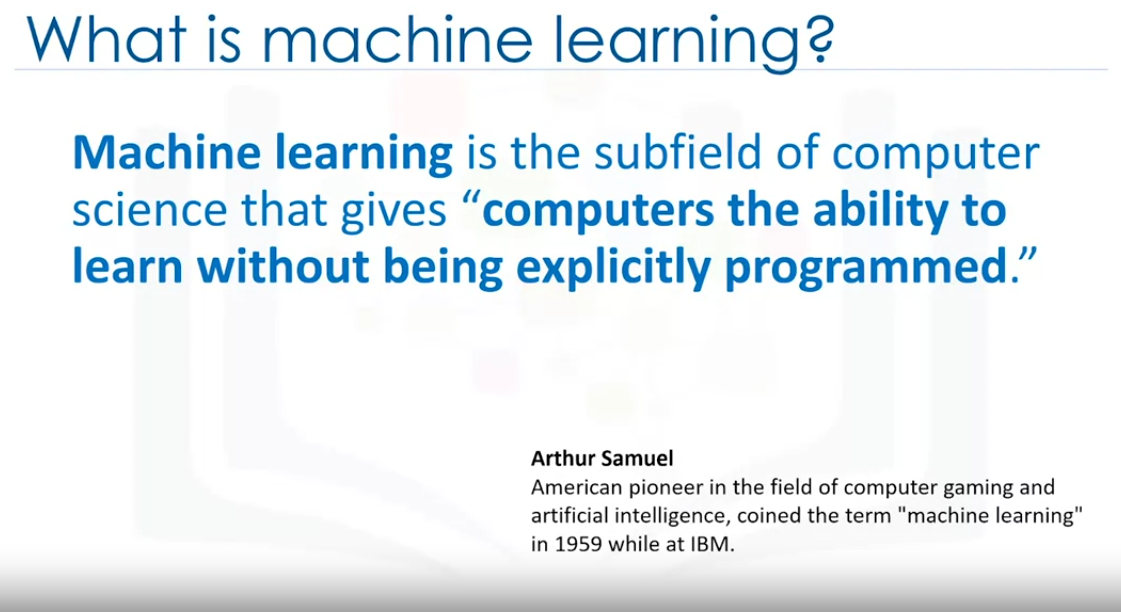 What is machine learning?
Machine learning is the subfield of computer
science that gives “computers the ability to
learn without being explicitly programmed.”
Arthur Samuel
American pioneer in the field of computer gaming and
artificial intelligence, coined the term "machine learning"
in 1959 while at IBM.